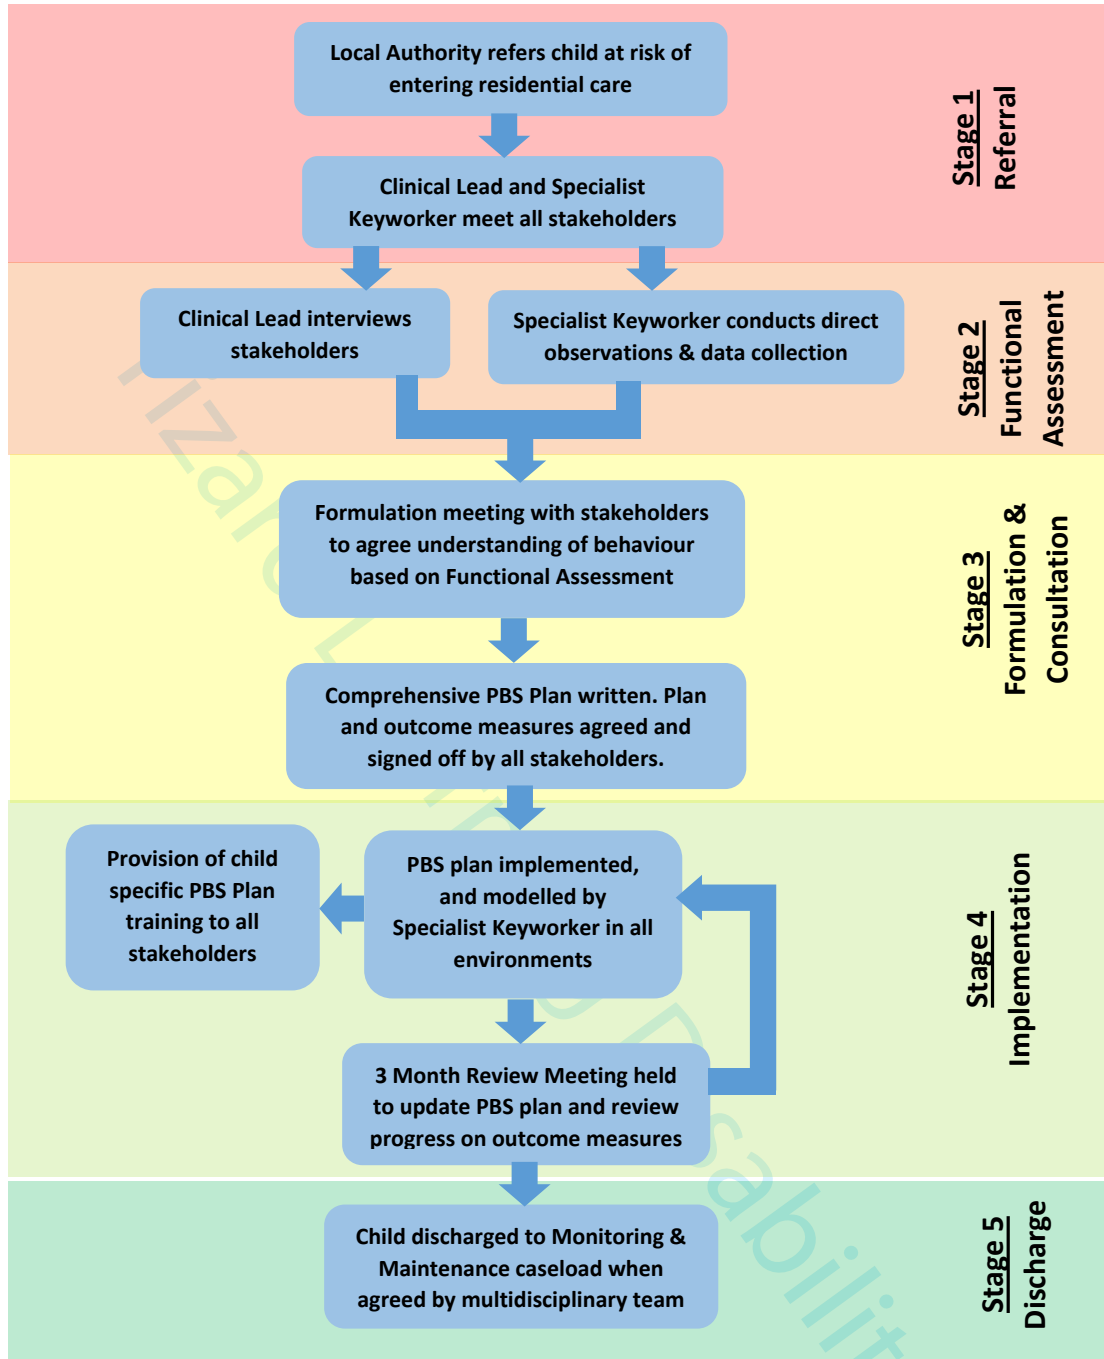 Local Authority refers child at risk of
entering residential care
Clinical Lead and Specialist
Keyworker meet all stakeholders
Stage 1
Referral
Clinical Lead interviews
stakeholders
Specialist Keyworker conducts direct
observations & data collection
Stage 2
Functional
Assessment
Formulation meeting with stakeholders
to agree understanding of behaviour
based on Functional Assessment
Comprehensive PBS Plan written. Plan
and outcome measures agreed and
signed off by all stakeholders.
Stage 3
Formulation &
Consultation
Provision of child
specific PBS Plan
training to all
stakeholders
PBS plan implemented,
and modelled by
Specialist Keyworker in all
environments
3 Month Review Meeting held
to update PBS plan and review
progress on outcome measures
Stage 4
Implementation
Child discharged to Monitoring &
Maintenance caseload when
agreed by multidisciplinary team
Stage 5
Discharge